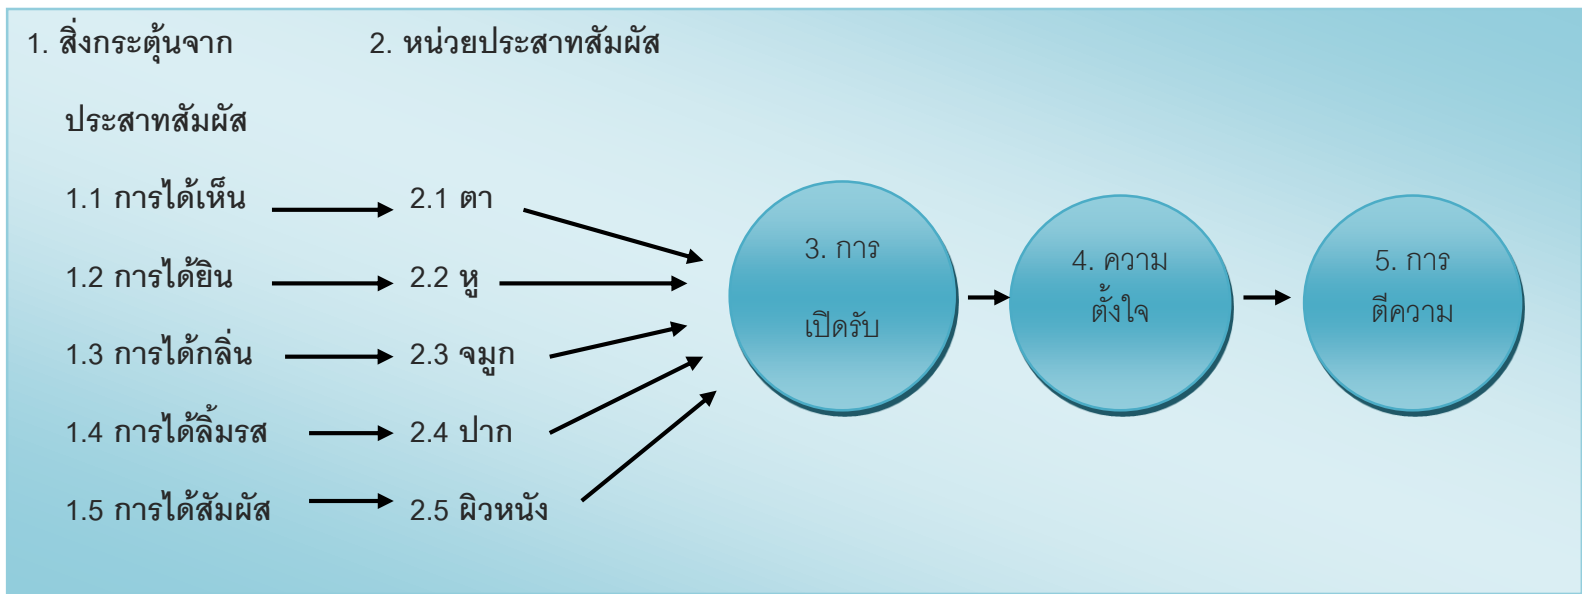 1. สิ่งกระตุ้นจาก
ประสาทสัมผัส
2. หน่วยประสาทสัมผัส
1.1 การได้เห็น
2.1 ตา
1.2 การได้ยิน
2.2 หู
1.3 การได้กลิ่น
2.3 จมูก
1.4 การได้ลิ้มรส
2.4 ปาก
1.5 การได้สัมผัส
2.5 ผิวหนัง
3. การ
เปิดรับ
4. ความ
ตั้งใจ
5. การ
ตีความ